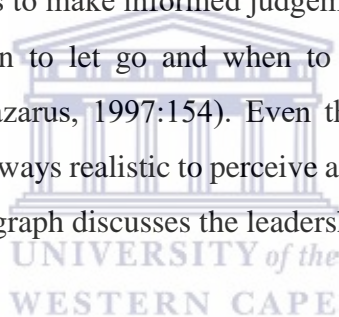 s to make informed judgem
n to let go and when to
azarus, 1997:154). Even th
ways realistic to perceive a
graph discusses the leadersh
UNIVERSITY of the
WESTERN CAPE